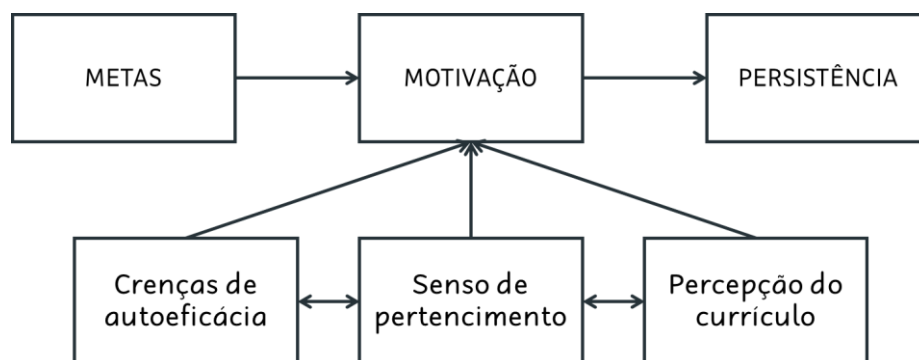 METAS
MOTIVAÇÃO
PERSISTÊNCIA
Crenças de
autoeficácia
Senso de
pertencimento
Percepção do
currículo